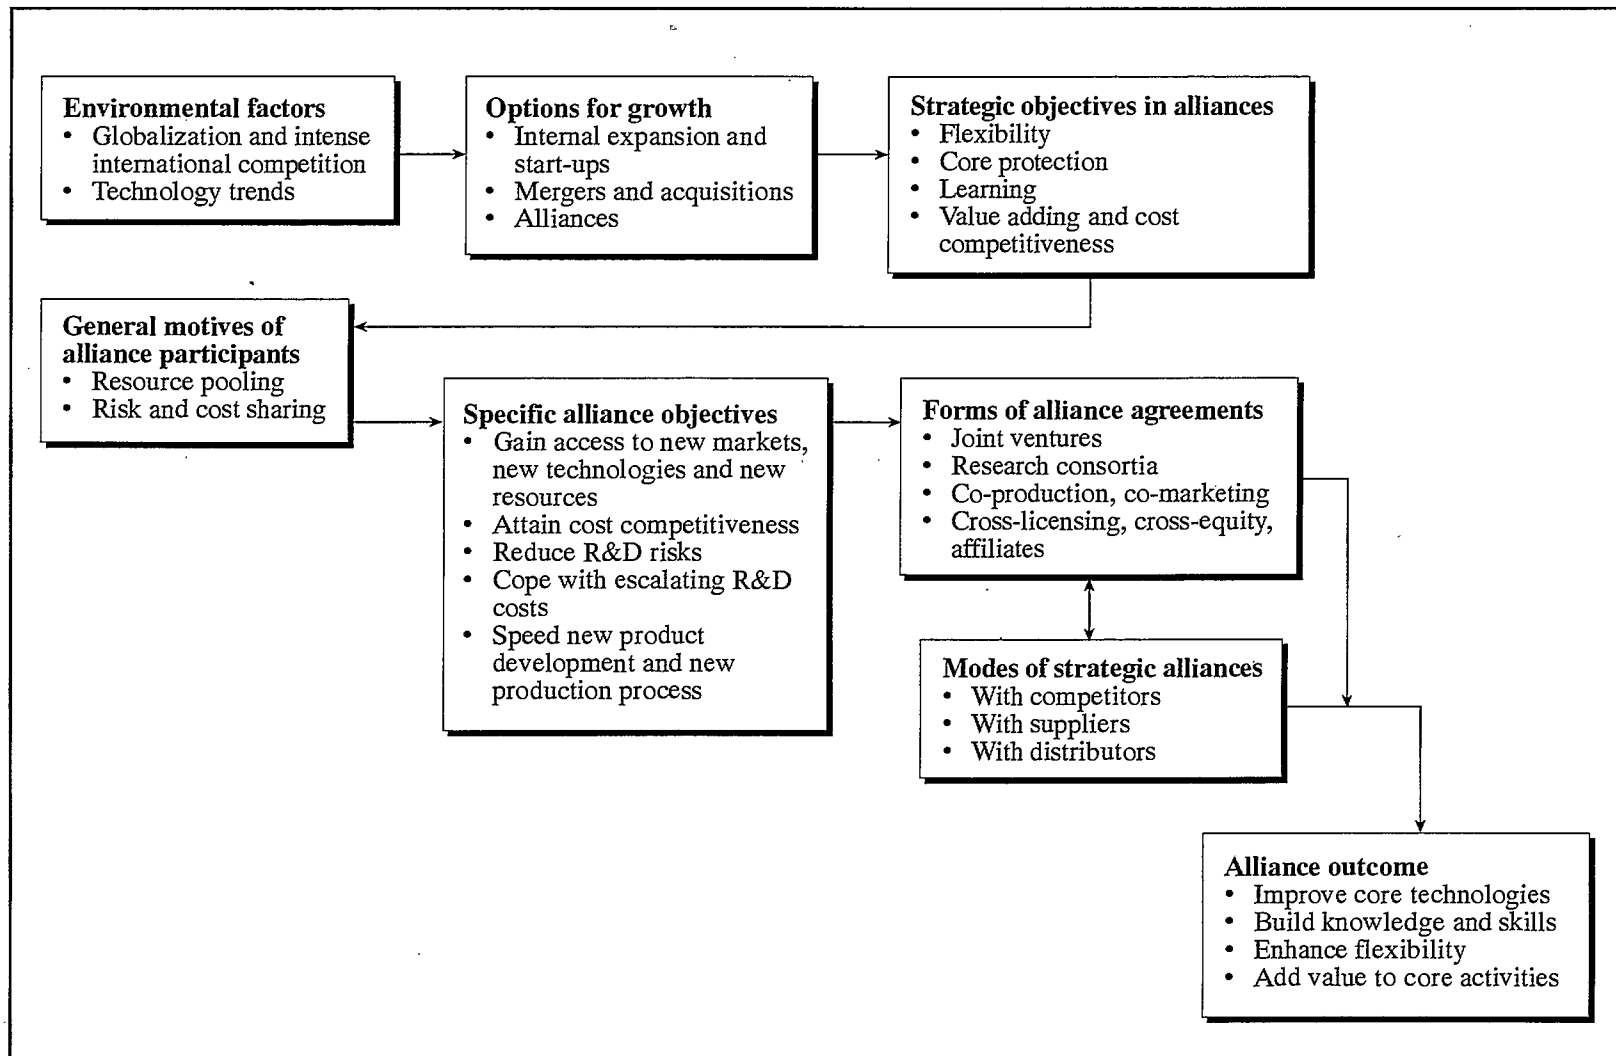 Environmental factors
• Globalization and intense
international competition
• Technology trends
Options for growth
• Internal expansion and
start-ups
• Mergers and acquisitions
• Alliances
Strategic objectives in alliances
• Flexibility
• Core protection
• Learning
• Value adding and cost
competitiveness
General motives of
alliance participants
• Resource pooling
• Risk and cost sharing
Specific alliance objectives
• Gain access to new markets,
new technologies and new
resources
• Attain cost competitiveness
• Reduce R&D risks
• Cope with escalating R&D
costs
• Speed new product
development and new
production process
Forms of alliance agreements
• Joint ventures
• Research consortia
• Co-production, co-marketing
• Cross-licensing, cross-equity,
affiliates
Modes of strategic alliances
• With competitors
• With suppliers
• With distributors
Alliance outcome
• Improve core technologies
• Build knowledge and skills
• Enhance flexibility
• Add value to core activities